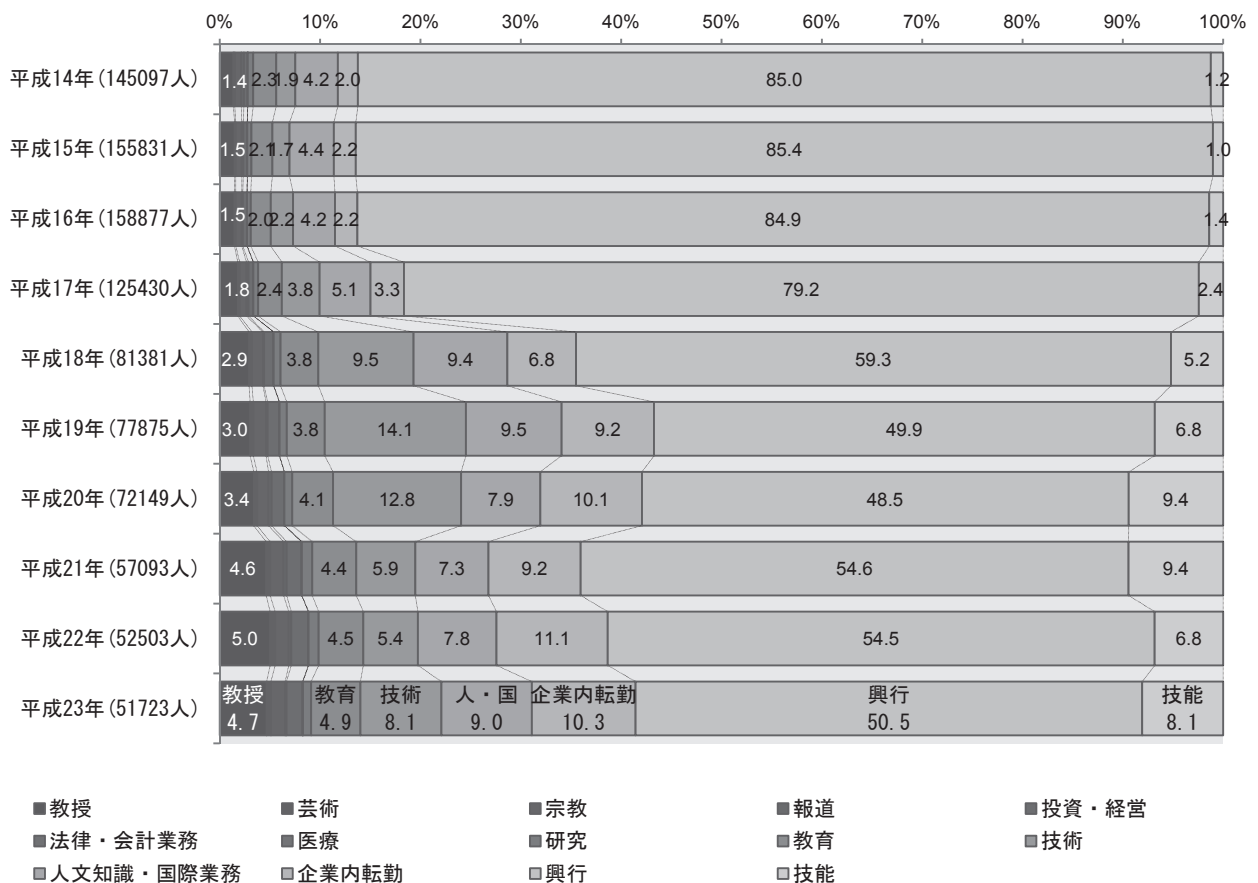 0% 10% 20% 30% 40% 50% 60% 70% 80% 90% 100%
平成14年(145097人) 1.4 2.3 1.9 4.2 2.0 85.0 1.2
平成15年(155831人) 1.5 2.1 1.7 4.4 2.2 85.4 1.0
平成16年(158877人) 1.5 2.0 2.2 4.2 2.2 84.9 1.4
平成17年(125430人) 1.8 2.4 3.8 5.1 3.3 79.2 2.4
平成18年(81381人) 2.9 3.8 9.5 9.4 6.8 59.3 5.2
平成19年(77875人) 3.0 3.8 14.1 9.5 9.2 49.9 6.8
平成20年(72149人) 3.4 4.1 12.8 7.9 10.1 48.5 9.4
平成21年(57093人) 4.6 4.4 5.9 7.3 9.2 54.6 9.4
平成22年(52503人) 5.0 4.5 5.4 7.8 11.1 54.5 6.8
教授 教育 技術 人・国 企業内転勤 興行 技能
平成23年(51723人) 4.7 4.9 8.1 9.0 10.3 50.5 8.1
■教授 ■芸術 ■宗教 ■報道 ■投資・経営
■法律・会計業務 ■医療 ■研究 ■教育 ■技術
■人文知識・国際業務 ■企業内転勤 ■興行 ■技能